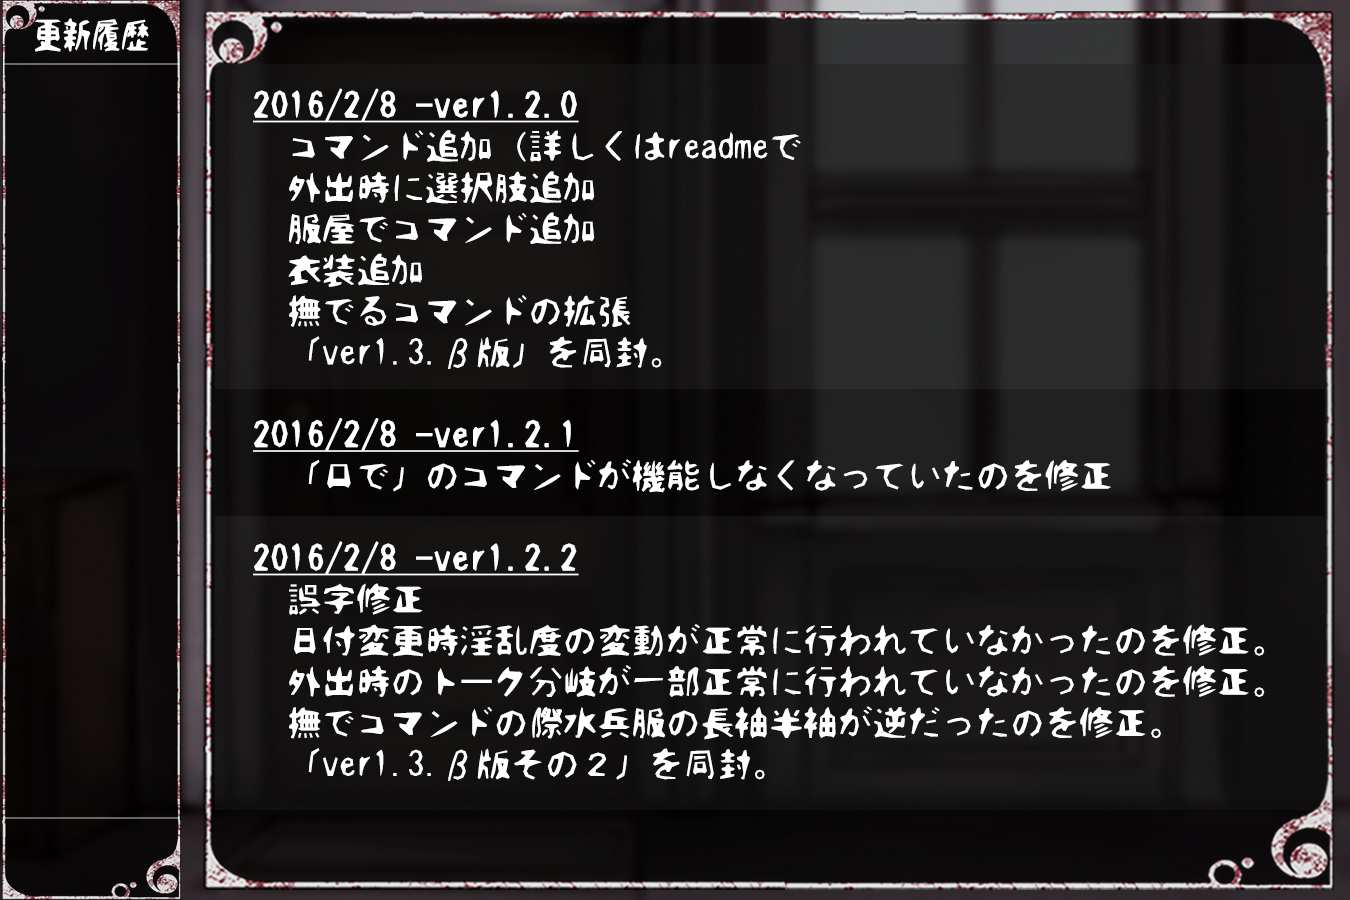 更新履歴
2016/2/8 -ver1.2.0
コマンド追加（詳しくはreadmeで
外出時に選択肢追加
服屋でコマンド追加
衣装追加
撫でるコマンドの拡張
「ver1.3.β版」を同封。
2016/2/8 -ver1.2.1
「口で」のコマンドが機能しなくなっていたのを修正
2016/2/8 -ver1.2.2
誤字修正
日付変更時淫乱度の変動が正常に行われていなかったのを修正。
外出時のトーク分岐が一部正常に行われていなかったのを修正。
撫でコマンドの際水兵服の長袖半袖が逆だったのを修正。
「ver1.3.β版その２」を同封。